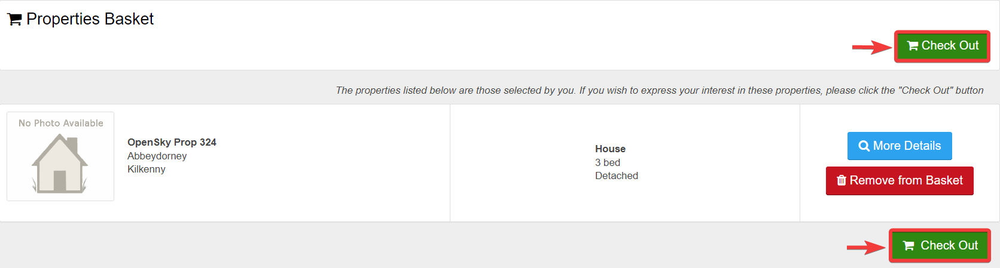 Properties Basket
Check Out
The properties listed below are those selected by you. If you wish to express your interest in these properties, please click the "Check Out" button
No Photo Available
OpenSky Prop 324
Abbeydorney
Kilkenny
House
3 bed
Detached
More Details
Remove from Basket
Check Out